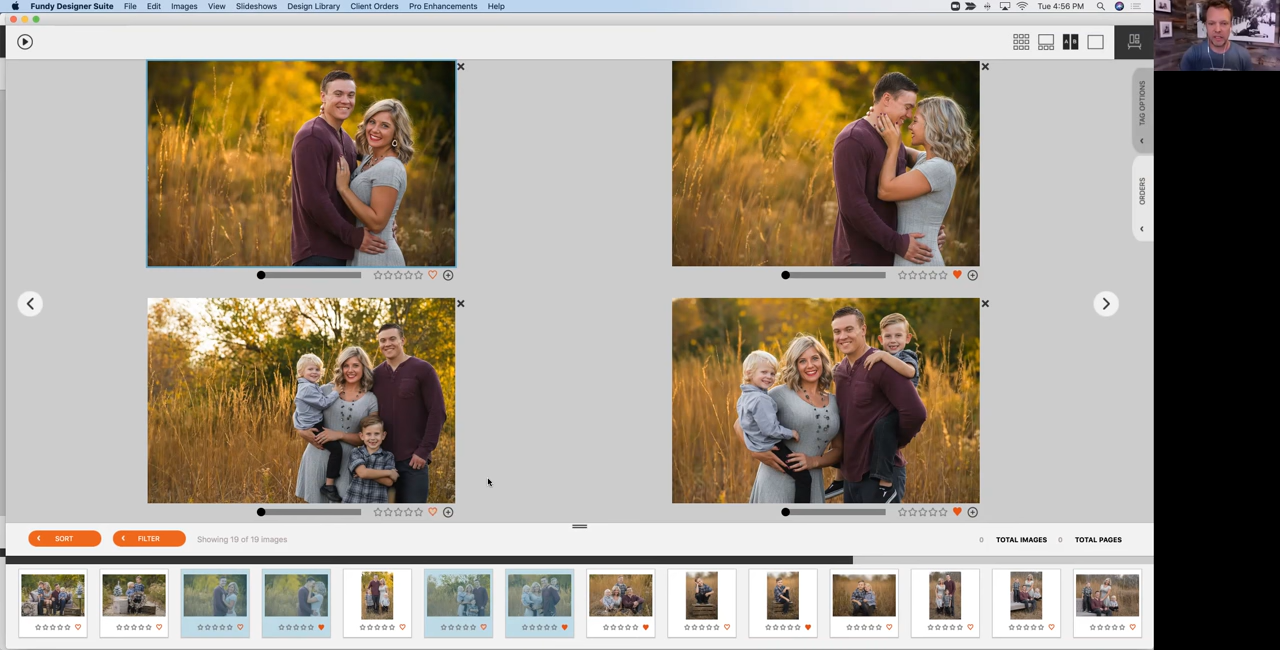 Fundy Designer Suite File Edit Images View Slideshows Design Library Client Orders Pro Enhancements Help Tue 4:56 PM
A B
TAG OPTIONS
ORDERS
SORT FILTER Showing 19 of 19 images 0 TOTAL IMAGES 0 TOTAL PAGES